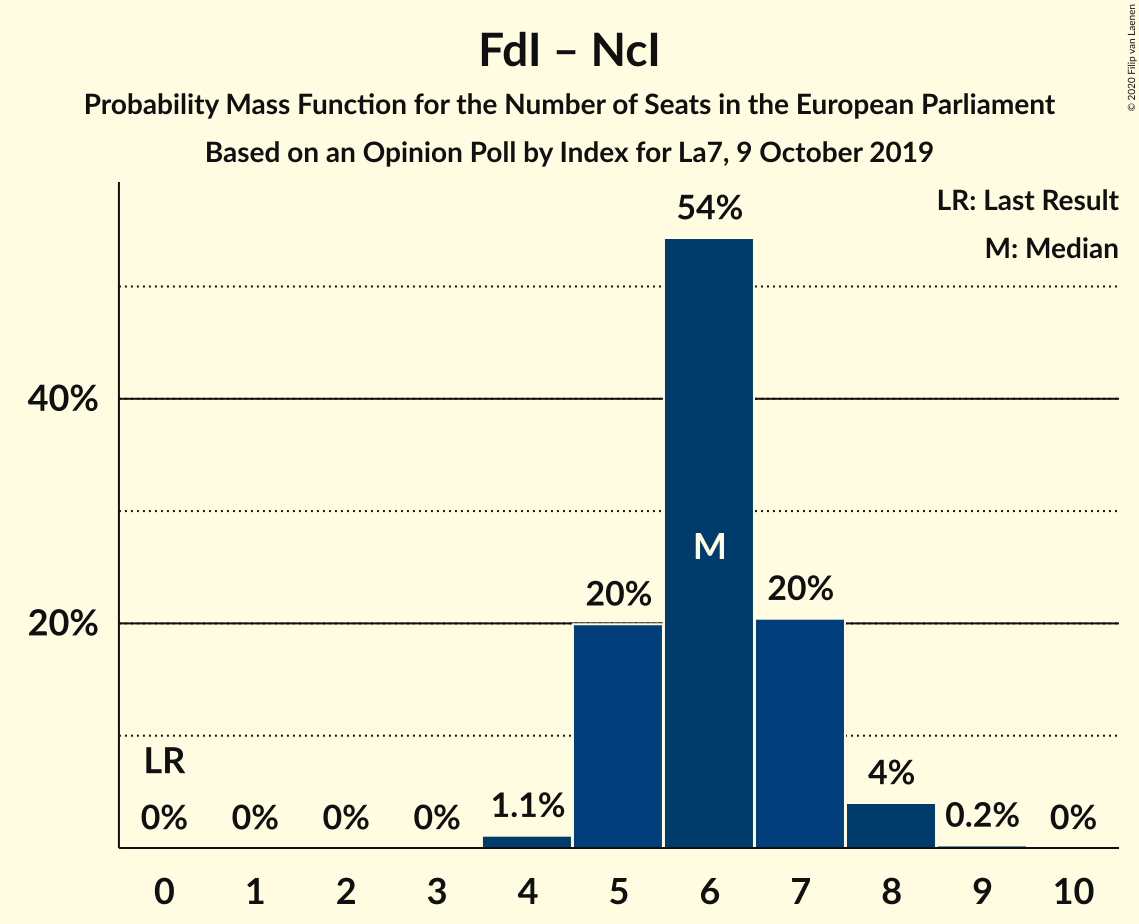 FdI – NcI
Probability Mass Function for the Number of Seats in the European Parliament
Based on an Opinion Poll by Index for La7, 9 October 2019
© 2020 Filip van Laenen
LR: Last Result
M: Median
54%
40%
M
20%
20%
20%
LR
4%
1.1%
0% 0% 0% 0% 0.2% 0%
0 1 2 3 4 5 6 7 8 9 10